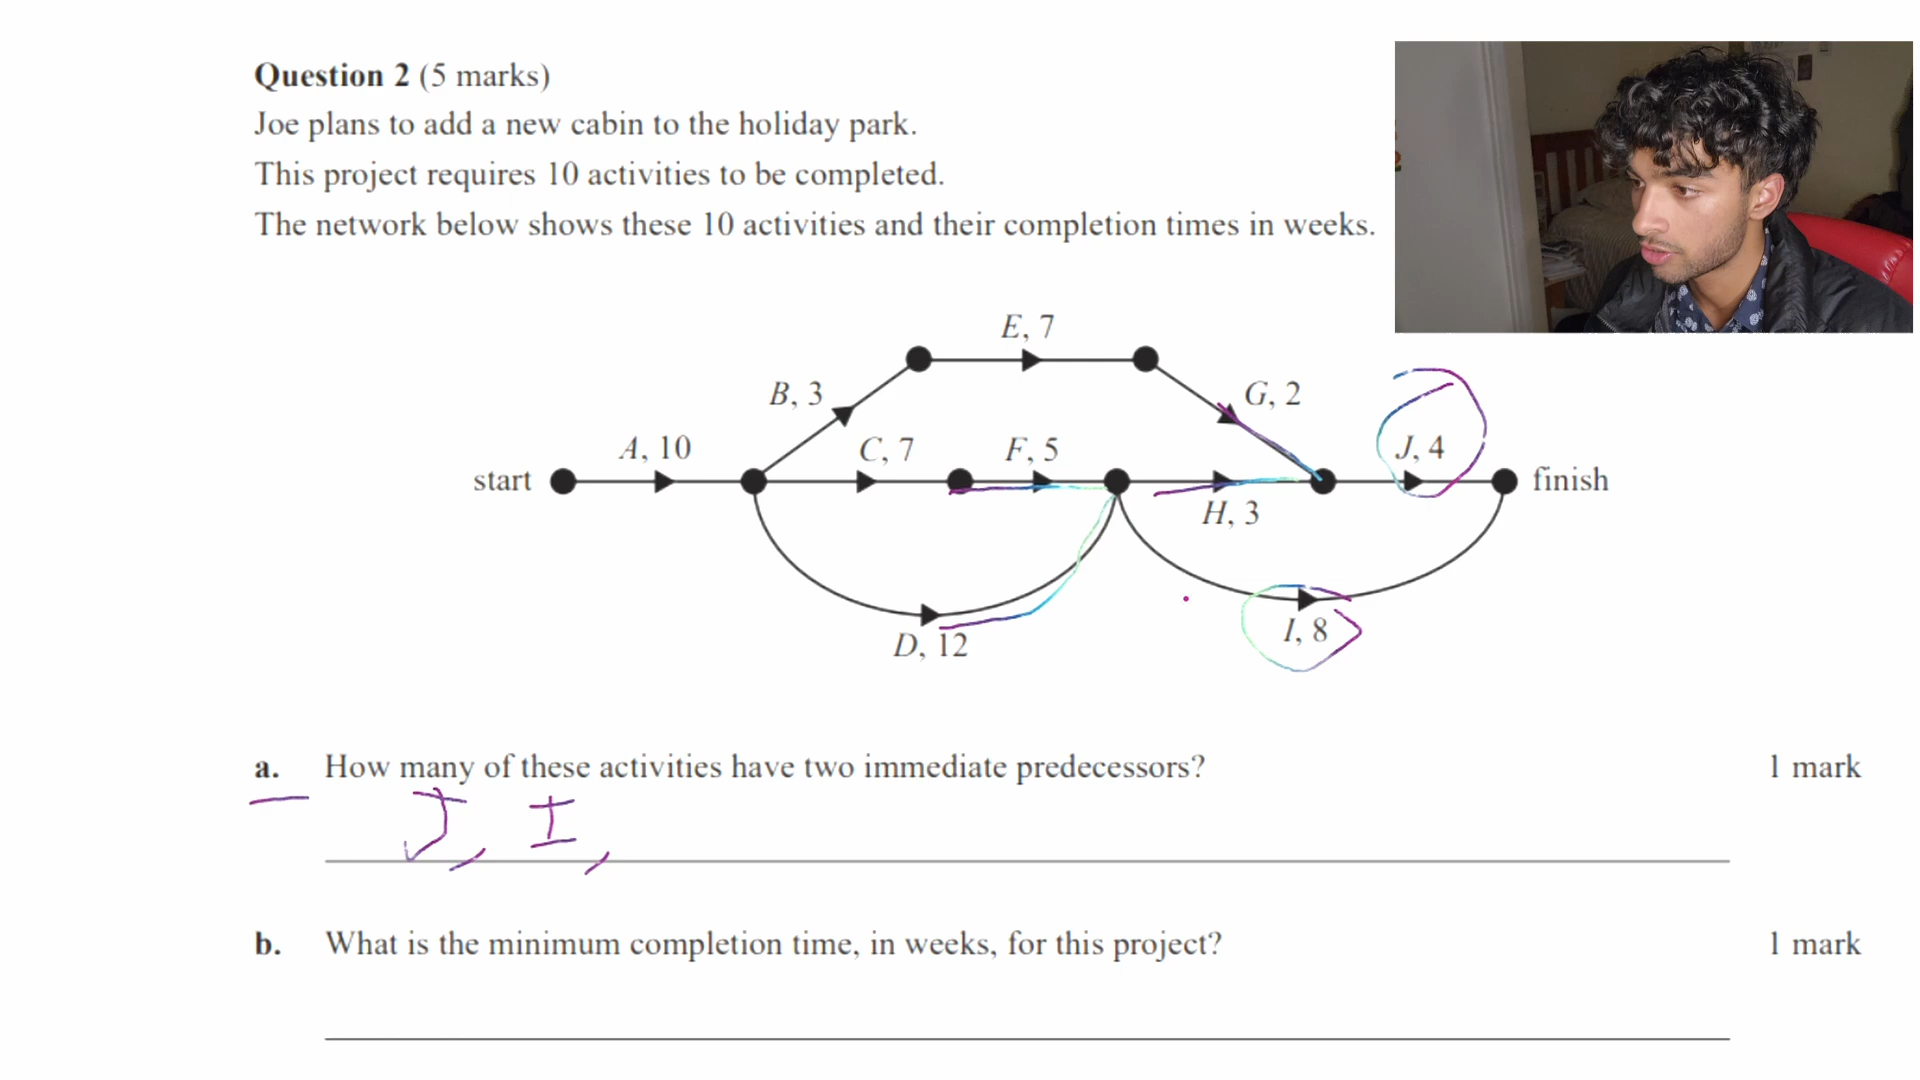 Question 2 (5 marks)
Joe plans to add a new cabin to the holiday park.
This project requires 10 activities to be completed.
The network below shows these 10 activities and their completion times in weeks.
E, 7
B, 3
G, 2
A, 10
C, 7
F, 5
J, 4
start
finish
H, 3
I, 8
D, 12
a. How many of these activities have two immediate predecessors? 1 mark
J, I,
b. What is the minimum completion time, in weeks, for this project? 1 mark